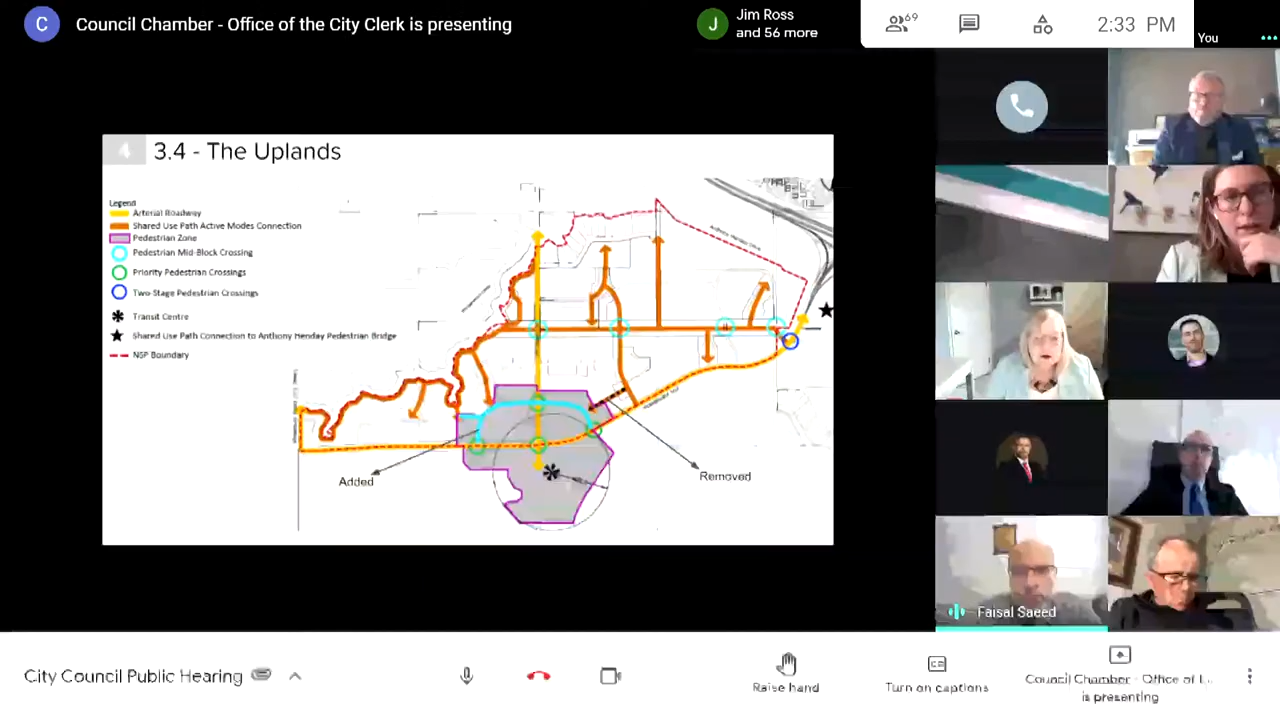 C
Council Chamber - Office of the City Clerk is presenting
J
Jim Ross
and 56 more
69
2:33 PM
You
4
3.4 - The Uplands
Legend
Arterial Roadway
Shared Use Path Active Modes Connection
Pedestrian Zone
Pedestrian Mid-Block Crossing
Priority Pedestrian Crossings
Two-Stage Pedestrian Crossings
Transit Centre
Shared Use Path Connection to Anthony Henday Pedestrian Bridge
NSP Boundary
Anthony Henday Drive
Added
Removed
Faisal Saeed
City Council Public Hearing
Raise hand
Turn on captions
Council Chamber - Office of t...
is presenting